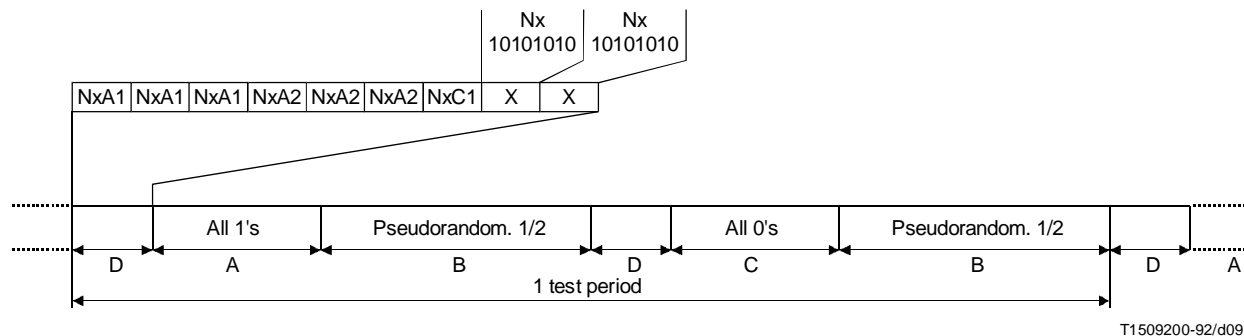 Nx Nx
10101010 10101010
NxA1 NxA1 NxA1 NxA2 NxA2 NxA2 NxC1 X X
All 1's Pseudorandom. 1/2 All 0's Pseudorandom. 1/2
D A B D C B D A
1 test period
T1509200-92/d09